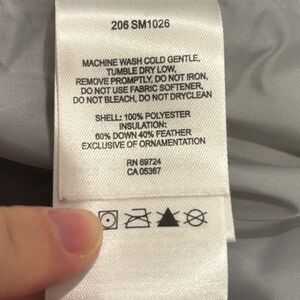 206 SM1026
MACHINE WASH COLD GENTLE,
TUMBLE DRY LOW,
REMOVE PROMPTLY, DO NOT IRON,
DO NOT USE FABRIC SOFTENER,
DO NOT BLEACH, DO NOT DRYCLEAN
SHELL: 100% POLYESTER
INSULATION:
60% DOWN 40% FEATHER
EXCLUSIVE OF ORNAMENTATION
RN 69724
CA 05367